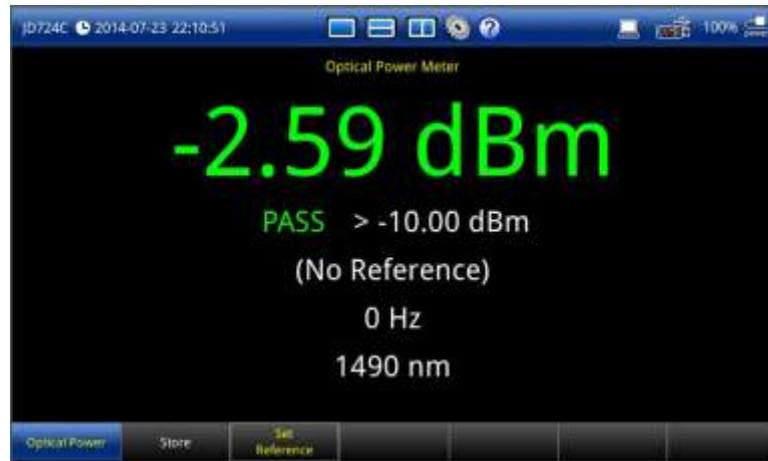 JD724C 2014-07-23 22:10:51 100%
Optical Power Meter
-2.59 dBm
PASS > -10.00 dBm
(No Reference)
0 Hz
1490 nm
Optical Power Store Set Reference